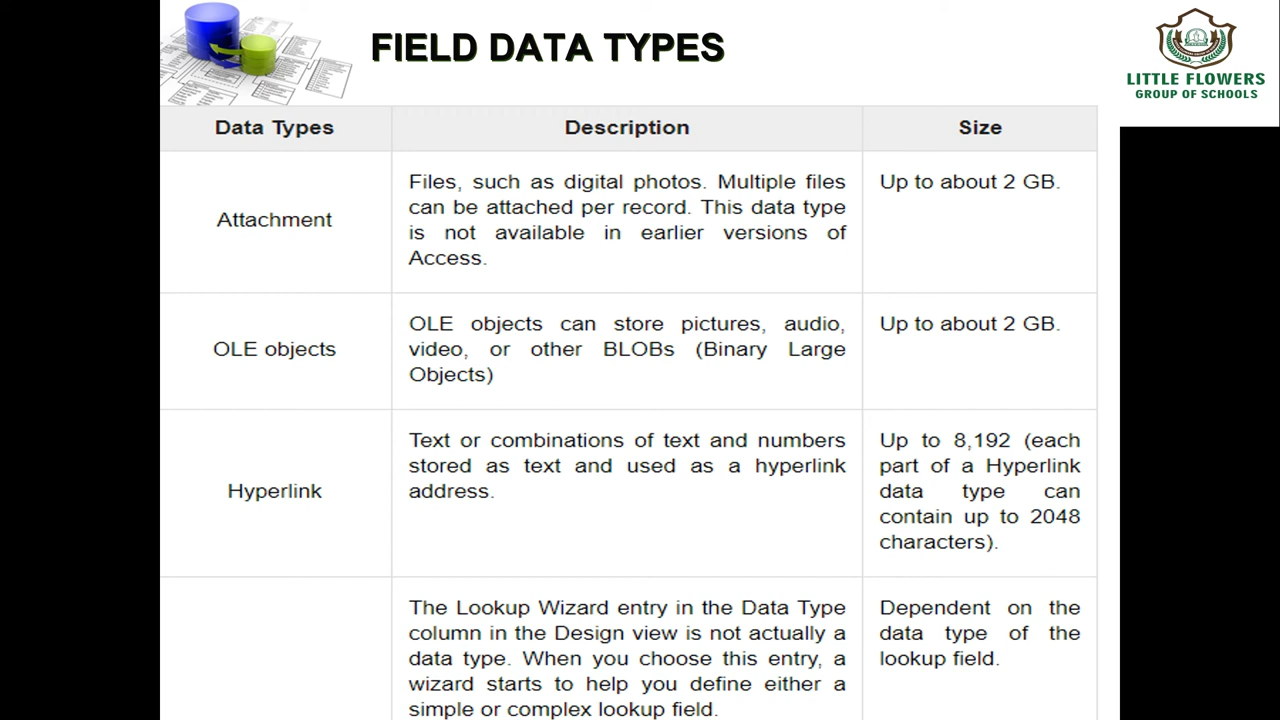 FIELD DATA TYPES
LITTLE FLOWERS
GROUP OF SCHOOLS
Data Types Description Size
Attachment
Files, such as digital photos. Multiple files
can be attached per record. This data type
is not available in earlier versions of
Access.
Up to about 2 GB.
OLE objects
OLE objects can store pictures, audio,
video, or other BLOBs (Binary Large
Objects)
Up to about 2 GB.
Hyperlink
Text or combinations of text and numbers
stored as text and used as a hyperlink
address.
Up to 8,192 (each
part of a Hyperlink
data type can
contain up to 2048
characters).
The Lookup Wizard entry in the Data Type
column in the Design view is not actually a
data type. When you choose this entry, a
wizard starts to help you define either a
simple or complex lookup field.
Dependent on the
data type of the
lookup field.